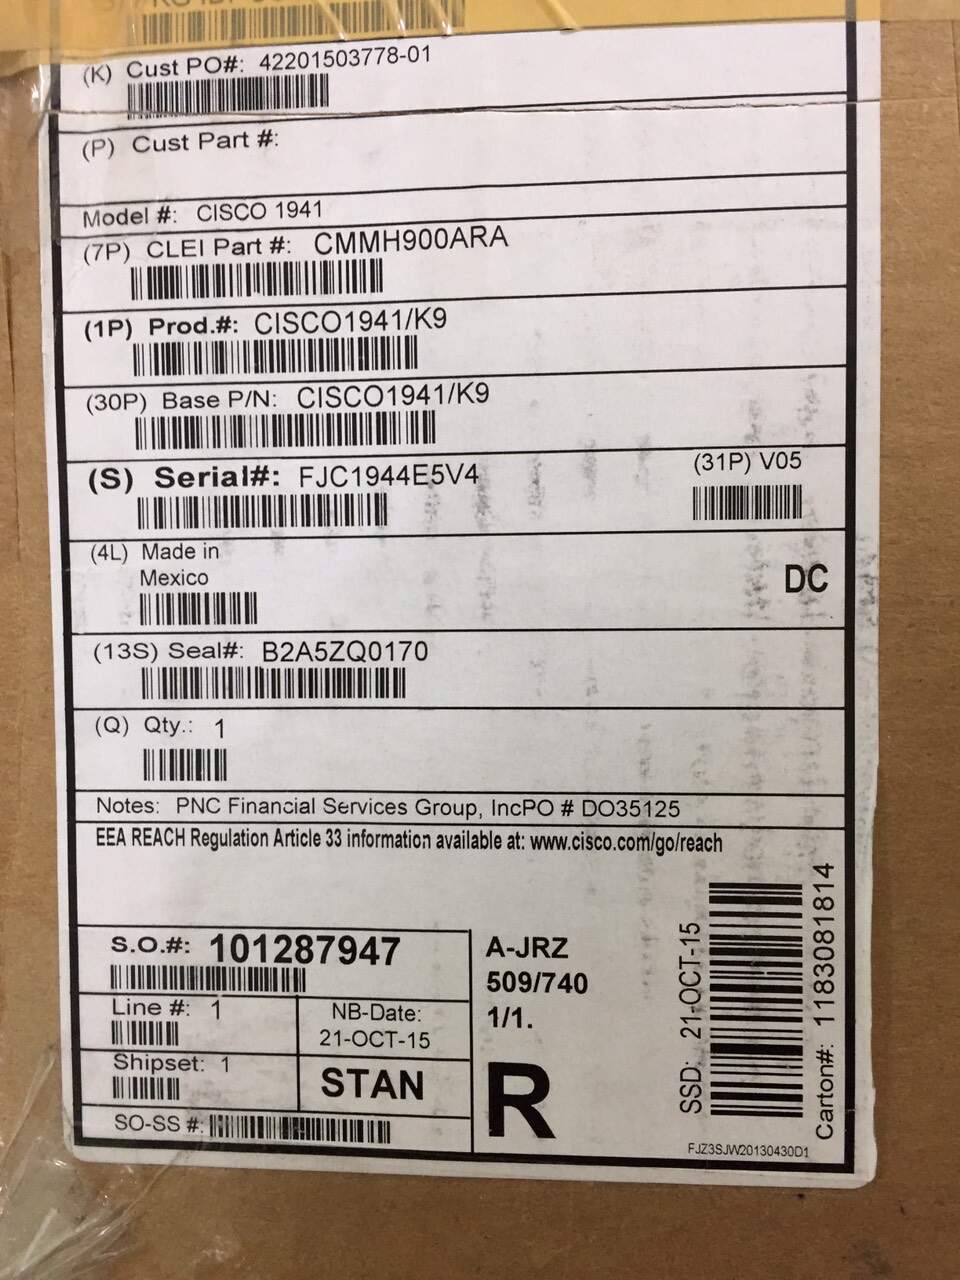 (K) Cust PO#: 42201503778-01
(P) Cust Part #:
Model #: CISCO 1941
(7P) CLEI Part #: CMMH900ARA
(1P) Prod.#: CISCO1941/K9
(30P) Base P/N: CISCO1941/K9
(S) Serial#: FJC1944E5V4
(31P) V05
(4L) Made in
Mexico
DC
(13S) Seal#: B2A5ZQ0170
(Q) Qty.: 1
Notes: PNC Financial Services Group, IncPO # DO35125
EEA REACH Regulation Article 33 information available at: www.cisco.com/go/reach
S.O.#: 101287947
Line #: 1
NB-Date:
21-OCT-15
Shipset: 1
STAN
SO-SS #:
A-JRZ
509/740
1/1.
R
SSD: 21-OCT-15
Carton#: 1183081814
FJZ3SJW20130430D1